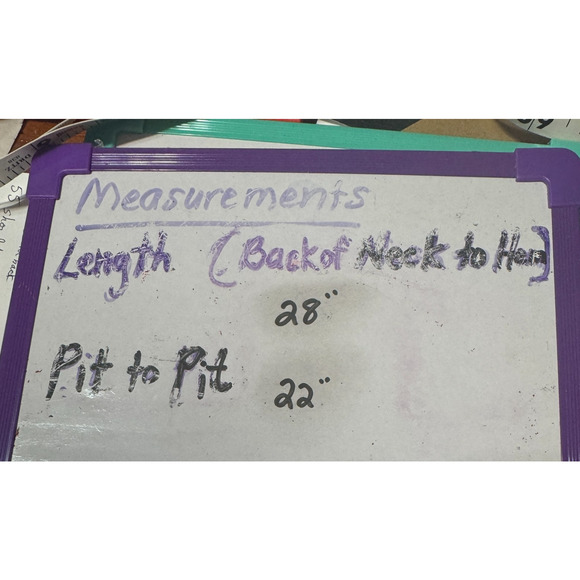 Measurements
Length (Back of Neck to Hem)
28"
Pit to Pit 22"